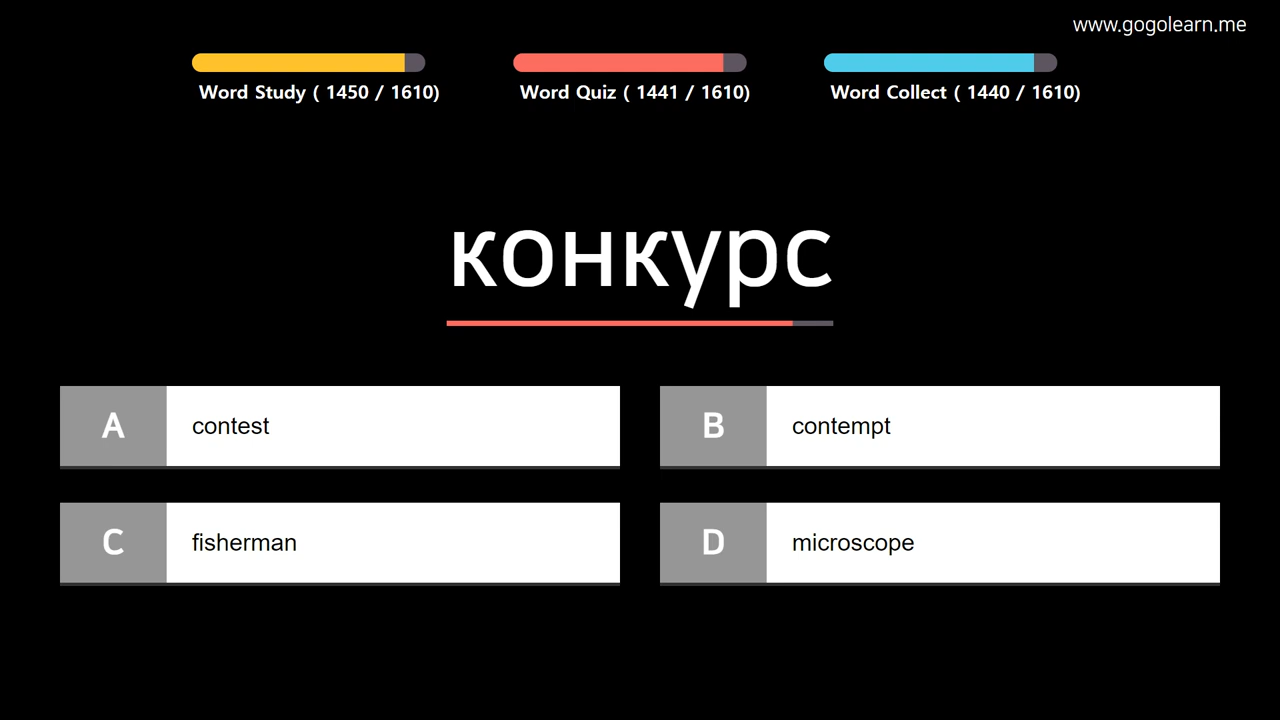 www.gogolearn.me
Word Study ( 1450 / 1610)
Word Quiz ( 1441 / 1610)
Word Collect ( 1440 / 1610)
конкурс
A contest
B contempt
C fisherman
D microscope